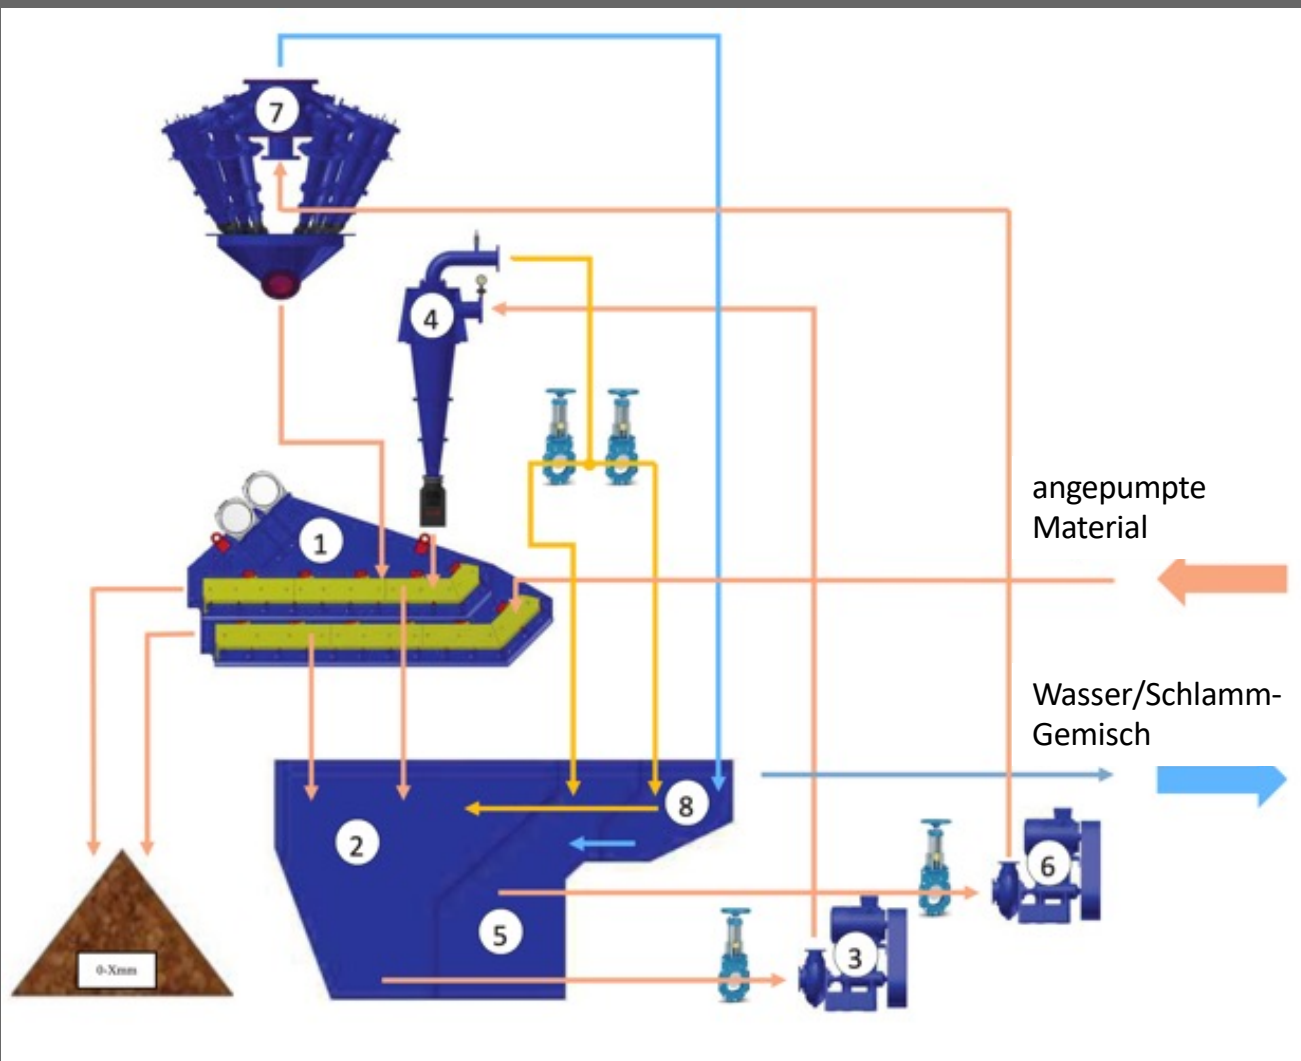 7
4
angepumpte
Material
1
Wasser/Schlamm-
Gemisch
8
2
6
5
3
0-Xmm